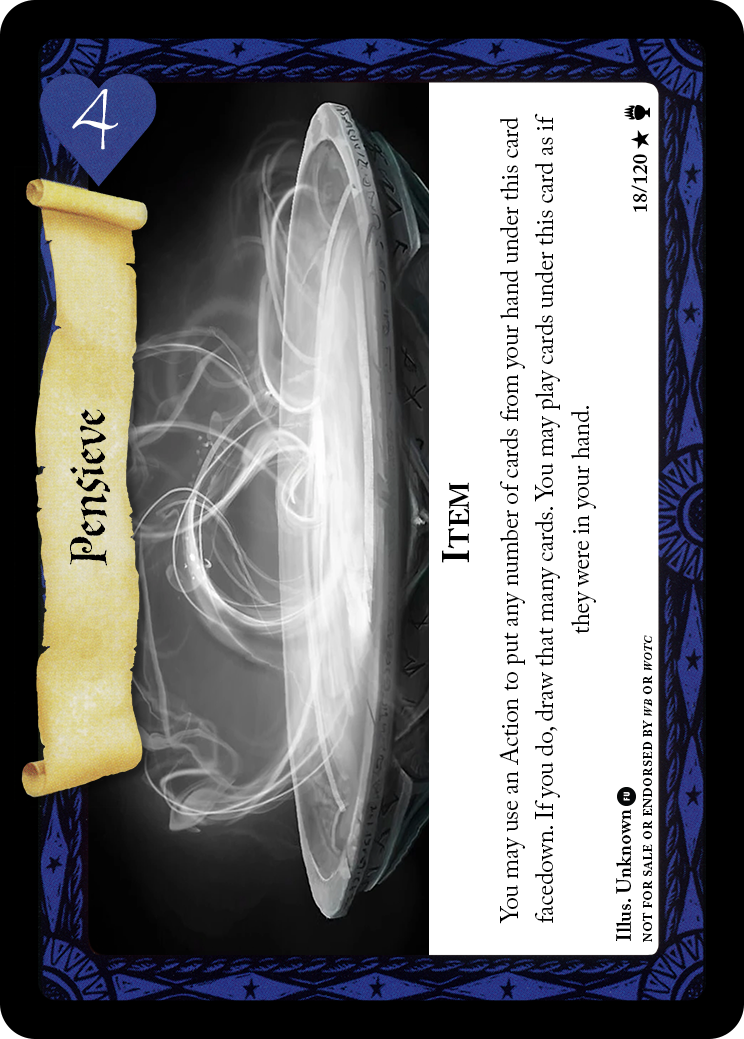 Pensieve
4
ITEM
You may use an Action to put any number of cards from your hand under this card
facedown. If you do, draw that many cards. You may play cards under this card as if
they were in your hand.
Illus. Unknown FU
18/120
NOT FOR SALE OR ENDORSED BY WB OR WOTC